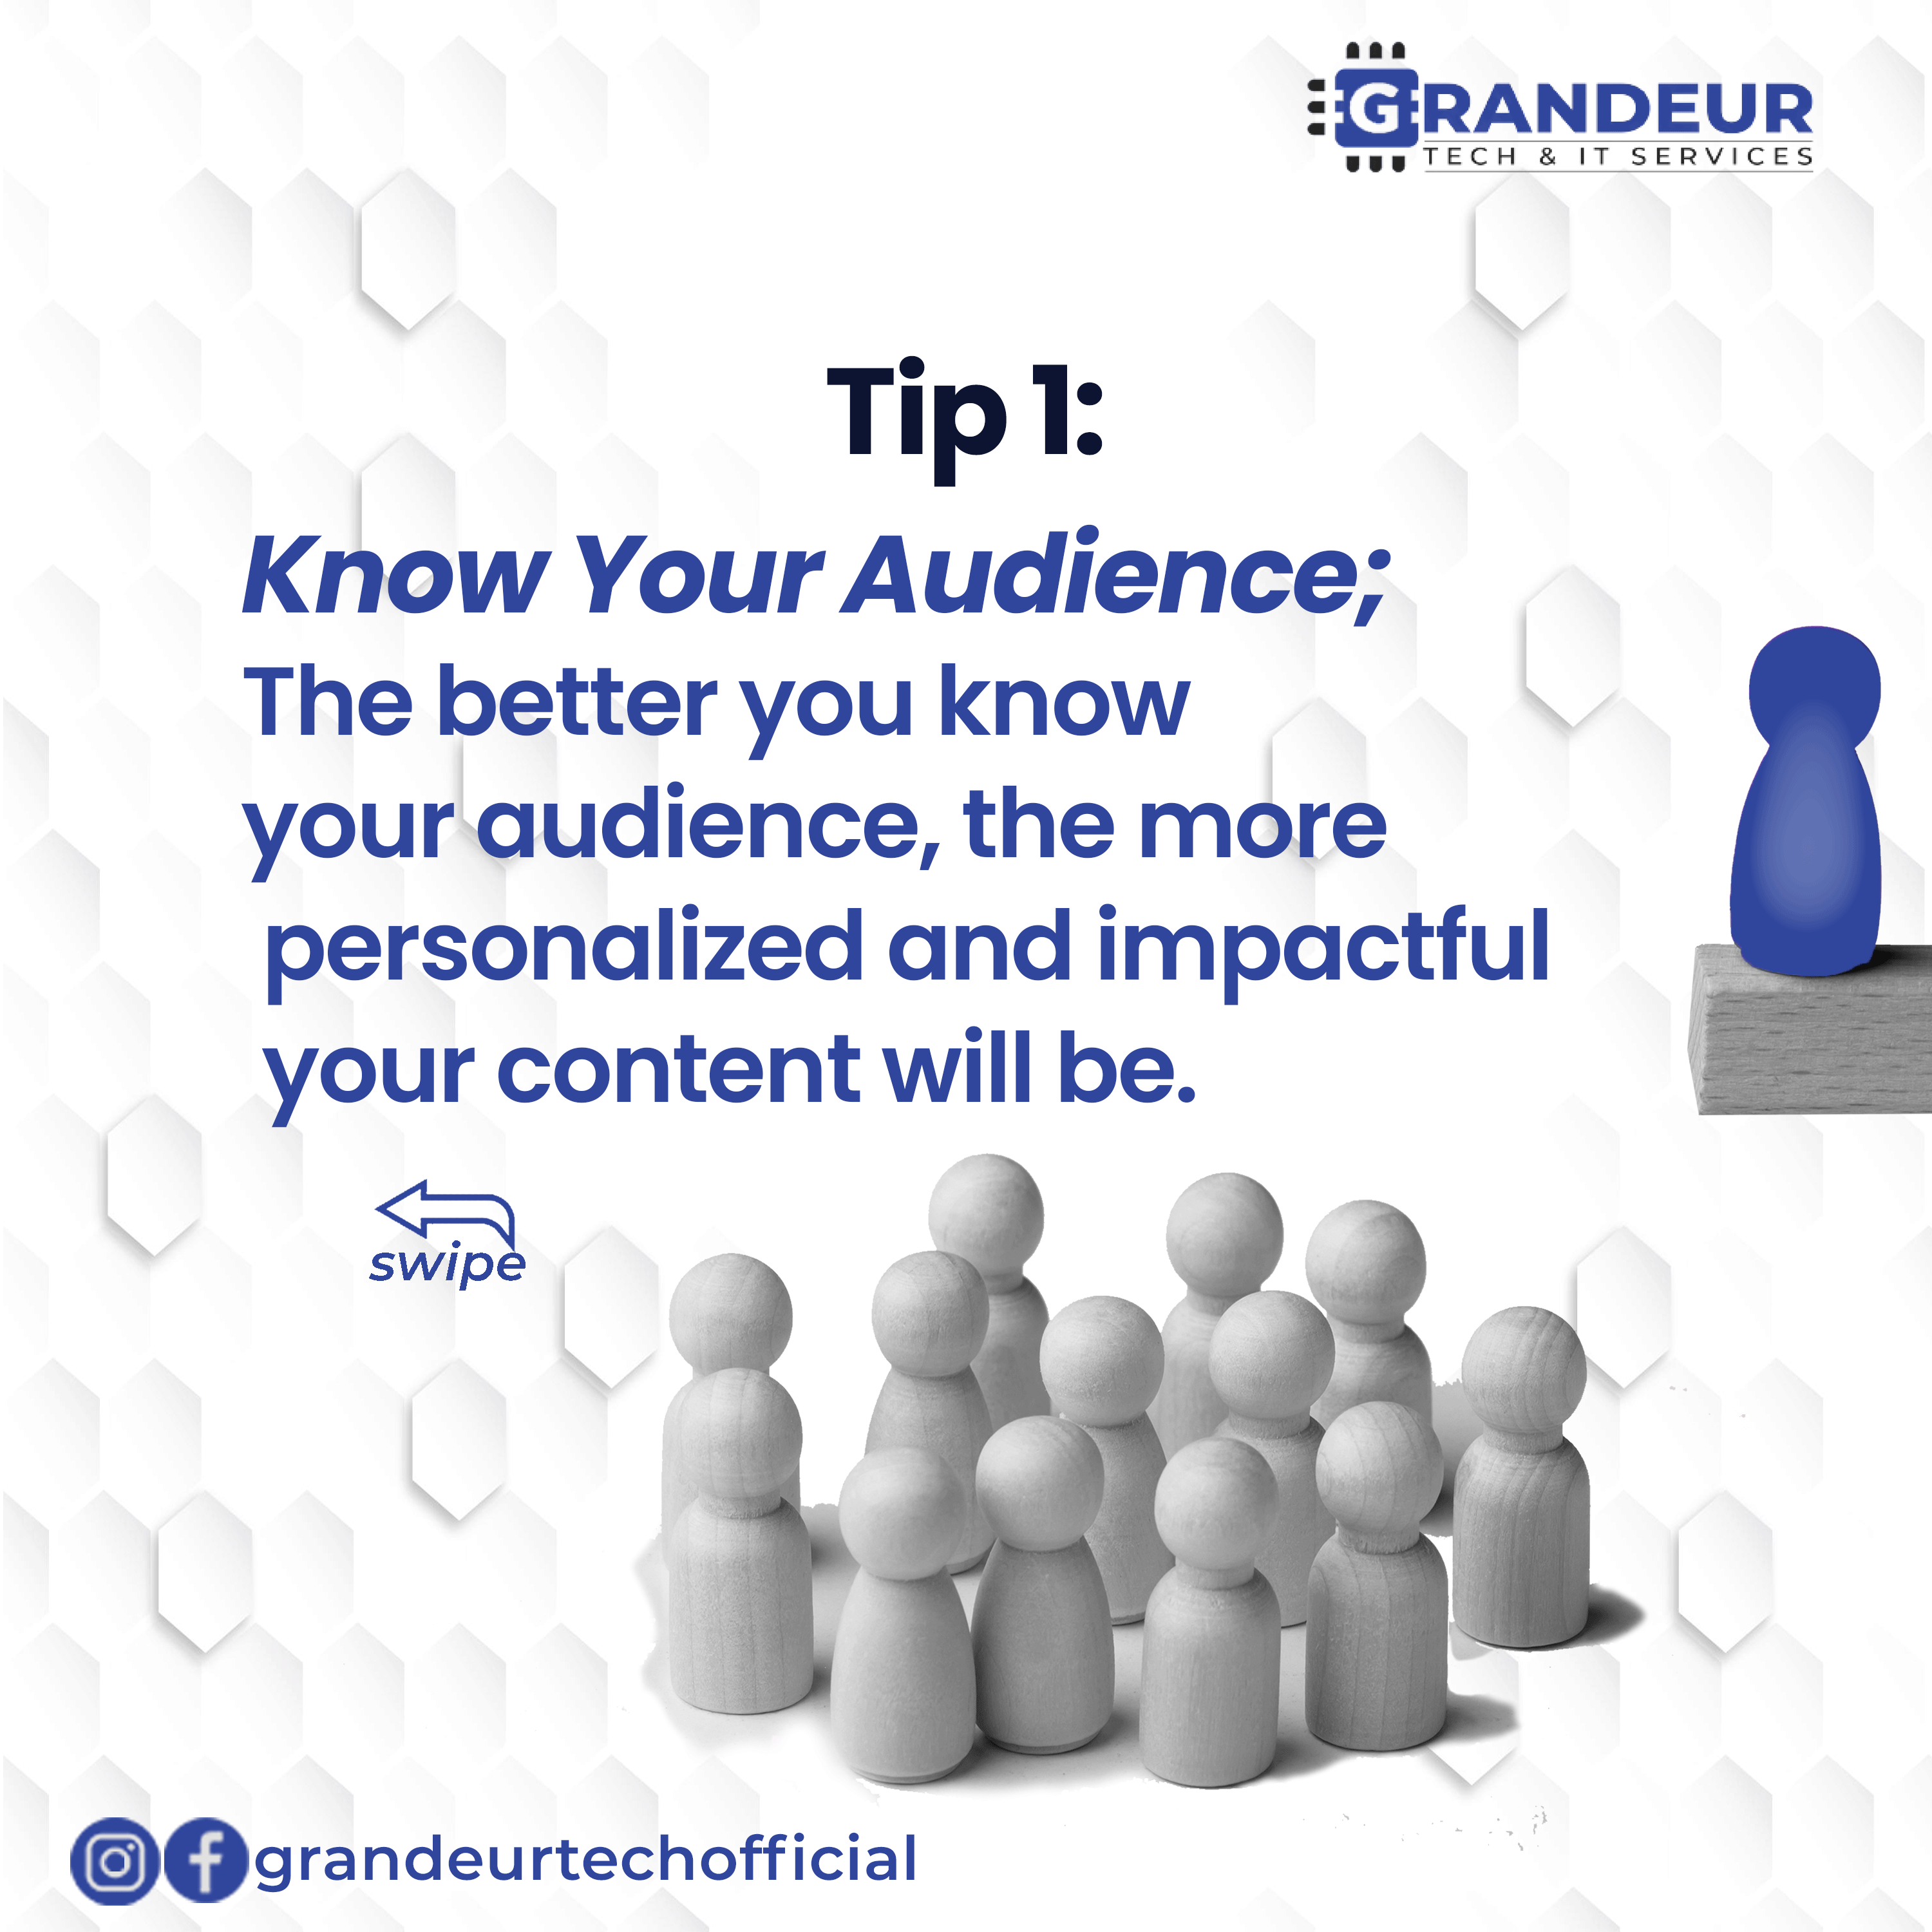 GRANDEUR
TECH & IT SERVICES
Tip 1:
Know Your Audience;
The better you know
your audience, the more
personalized and impactful
your content will be.
swipe
grandeurtechofficial